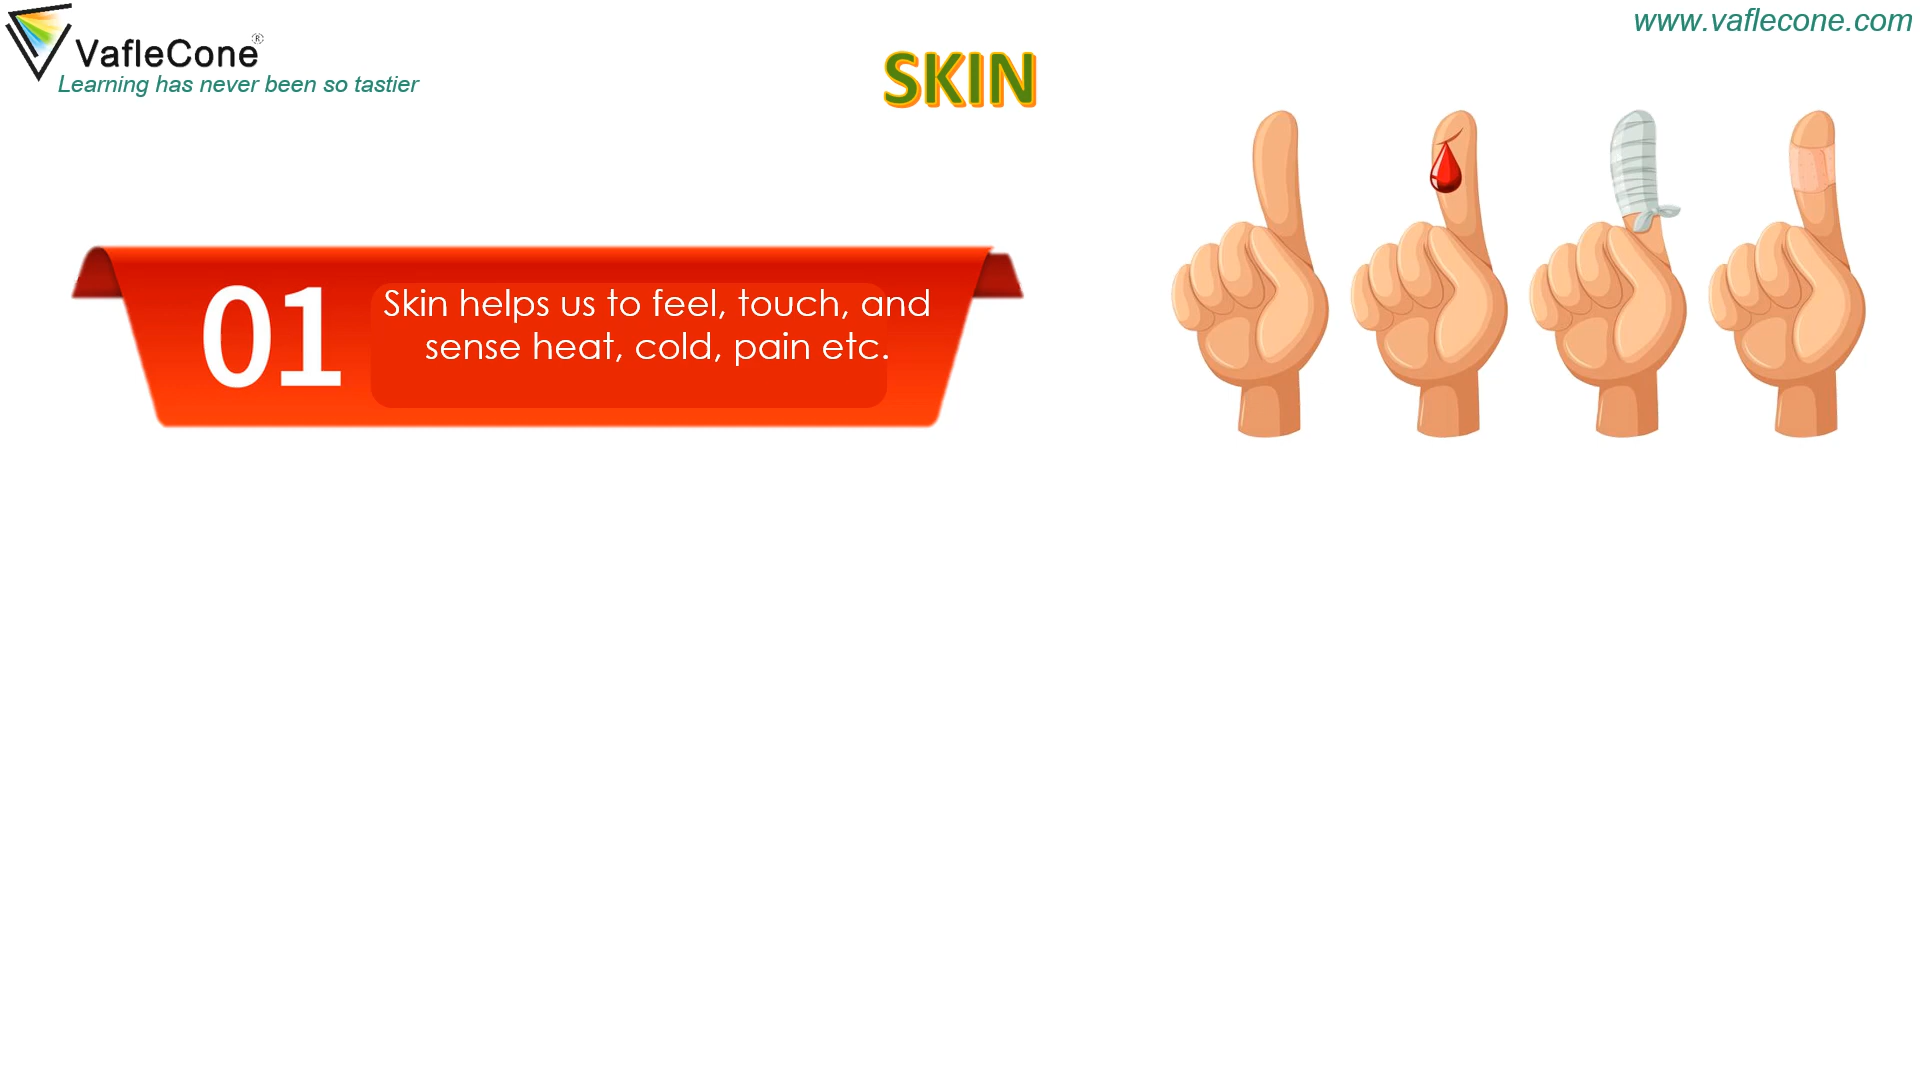 VafleCone®
Learning has never been so tastier
www.vaflecone.com
SKIN
01
Skin helps us to feel, touch, and
sense heat, cold, pain etc.